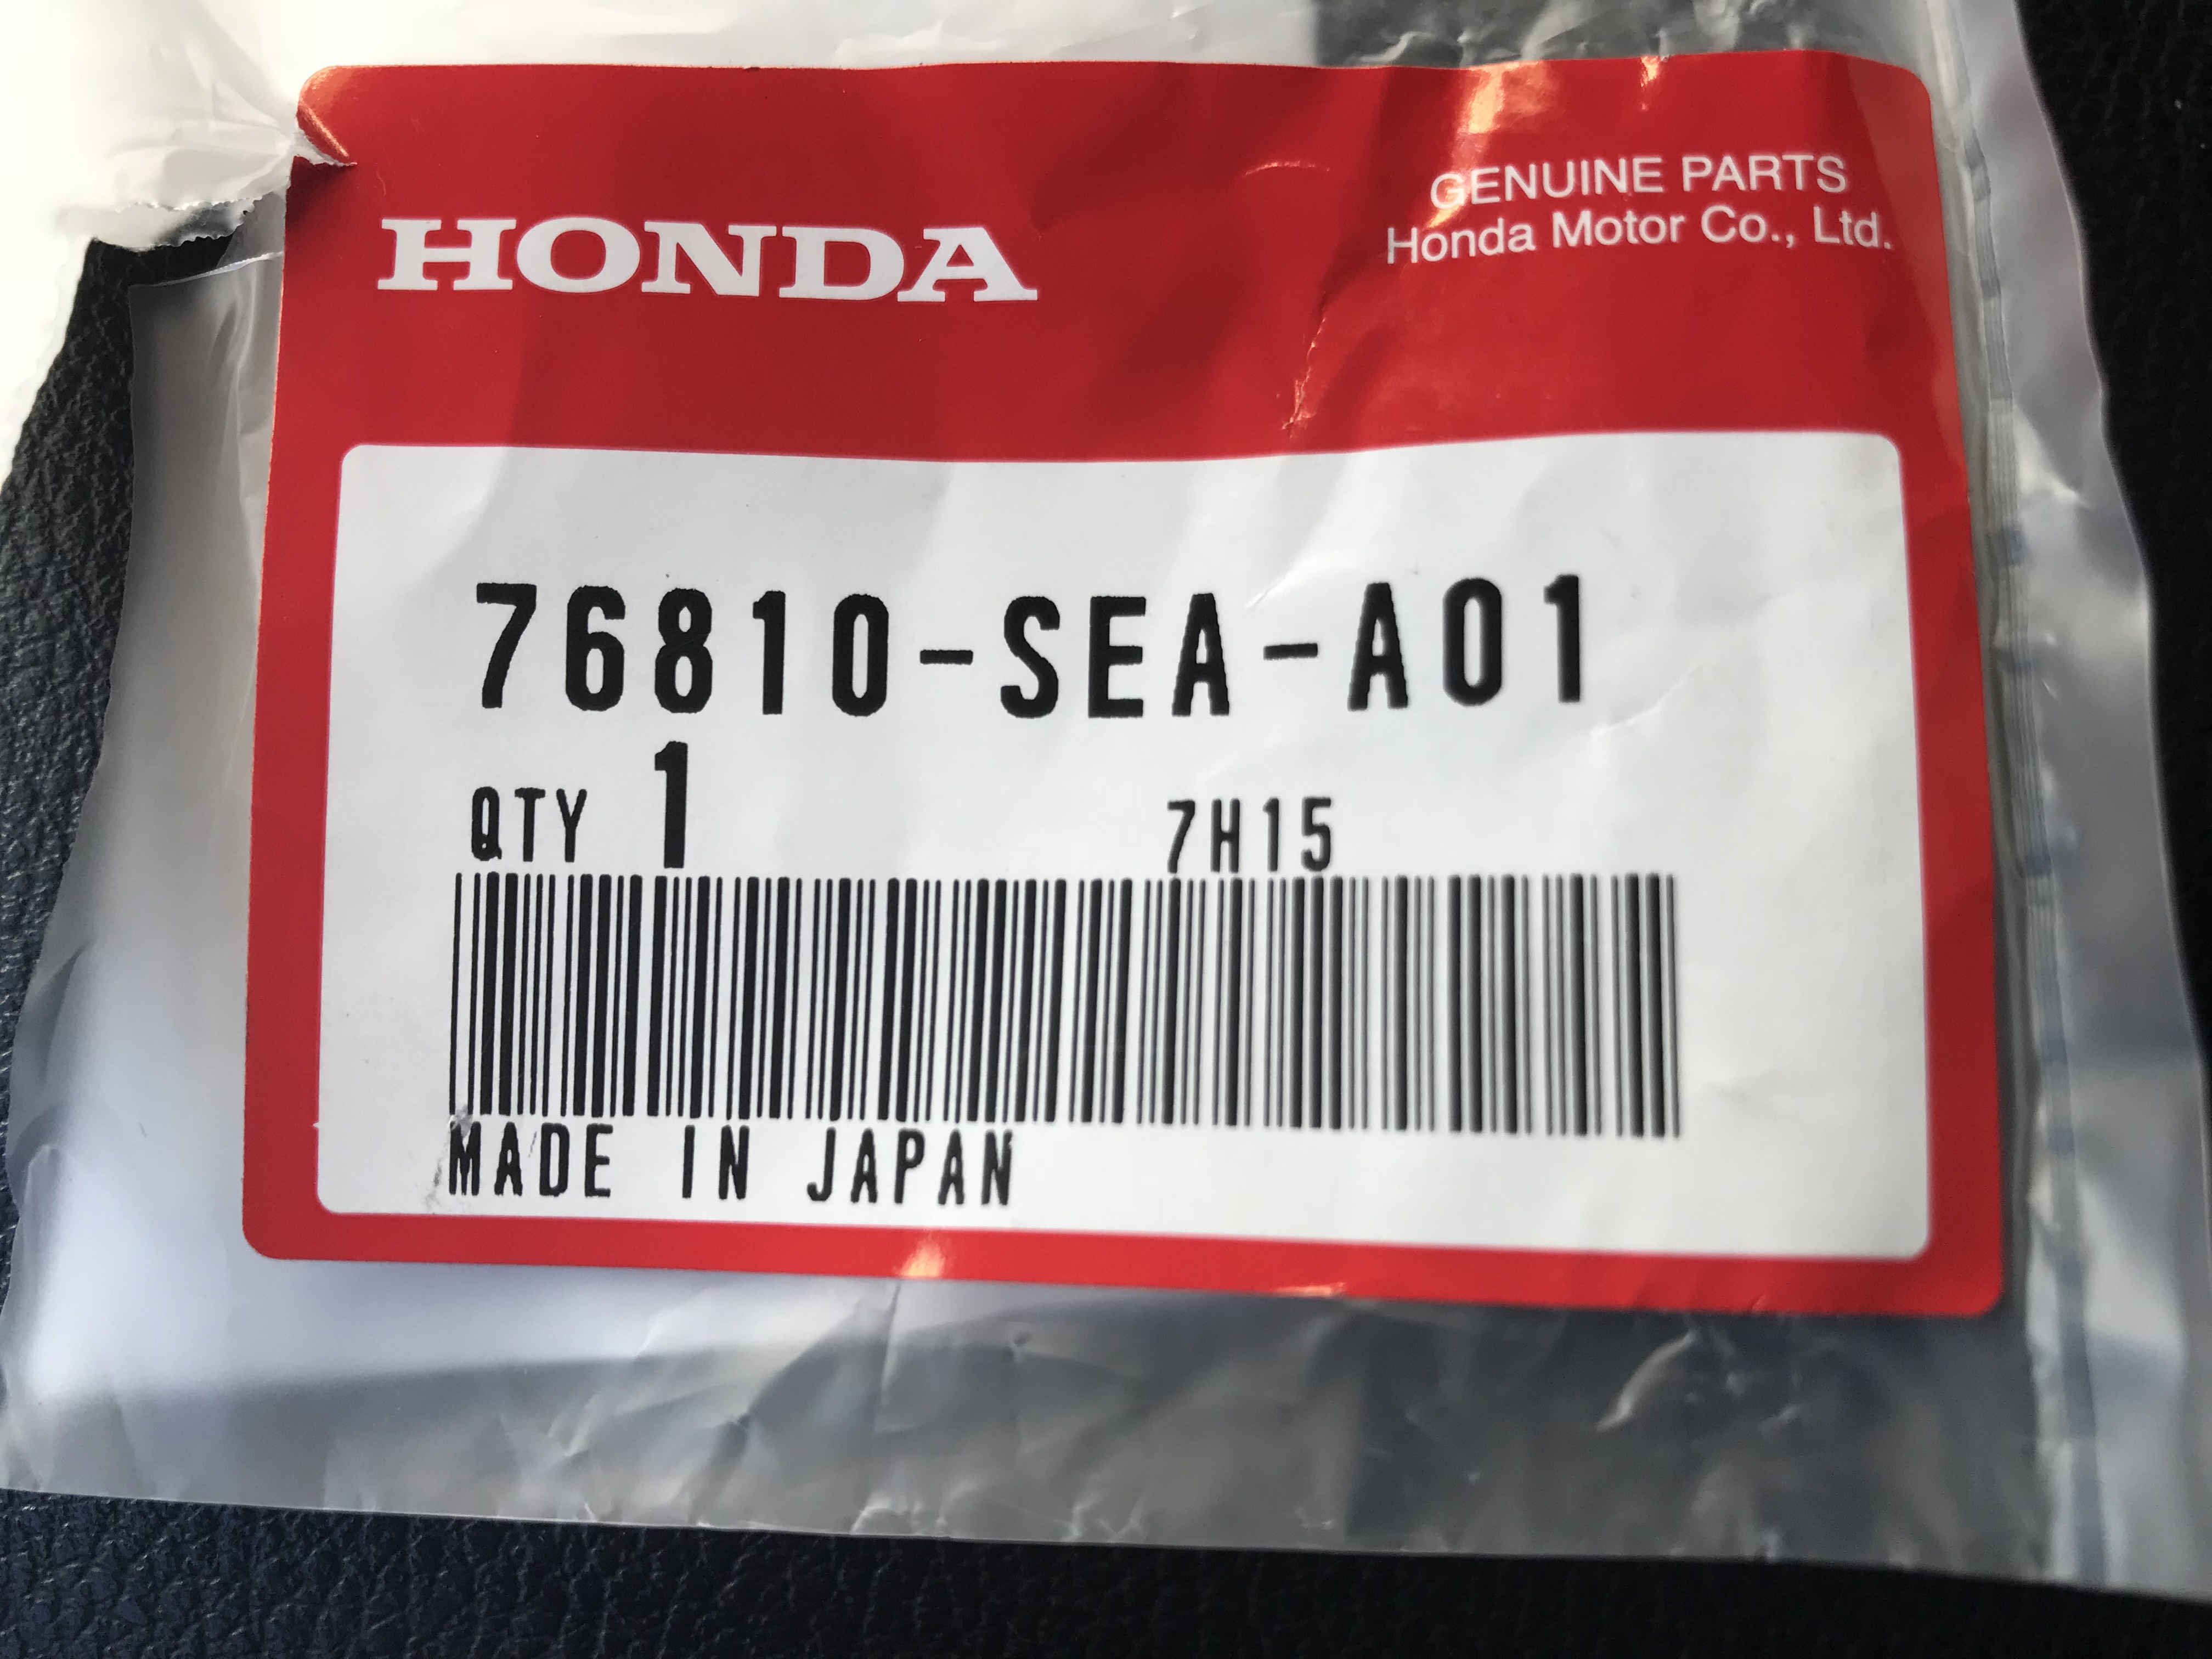 HONDA
GENUINE PARTS
Honda Motor Co., Ltd.
76810-SEA-A01
QTY 1 7H15
MADE IN JAPAN